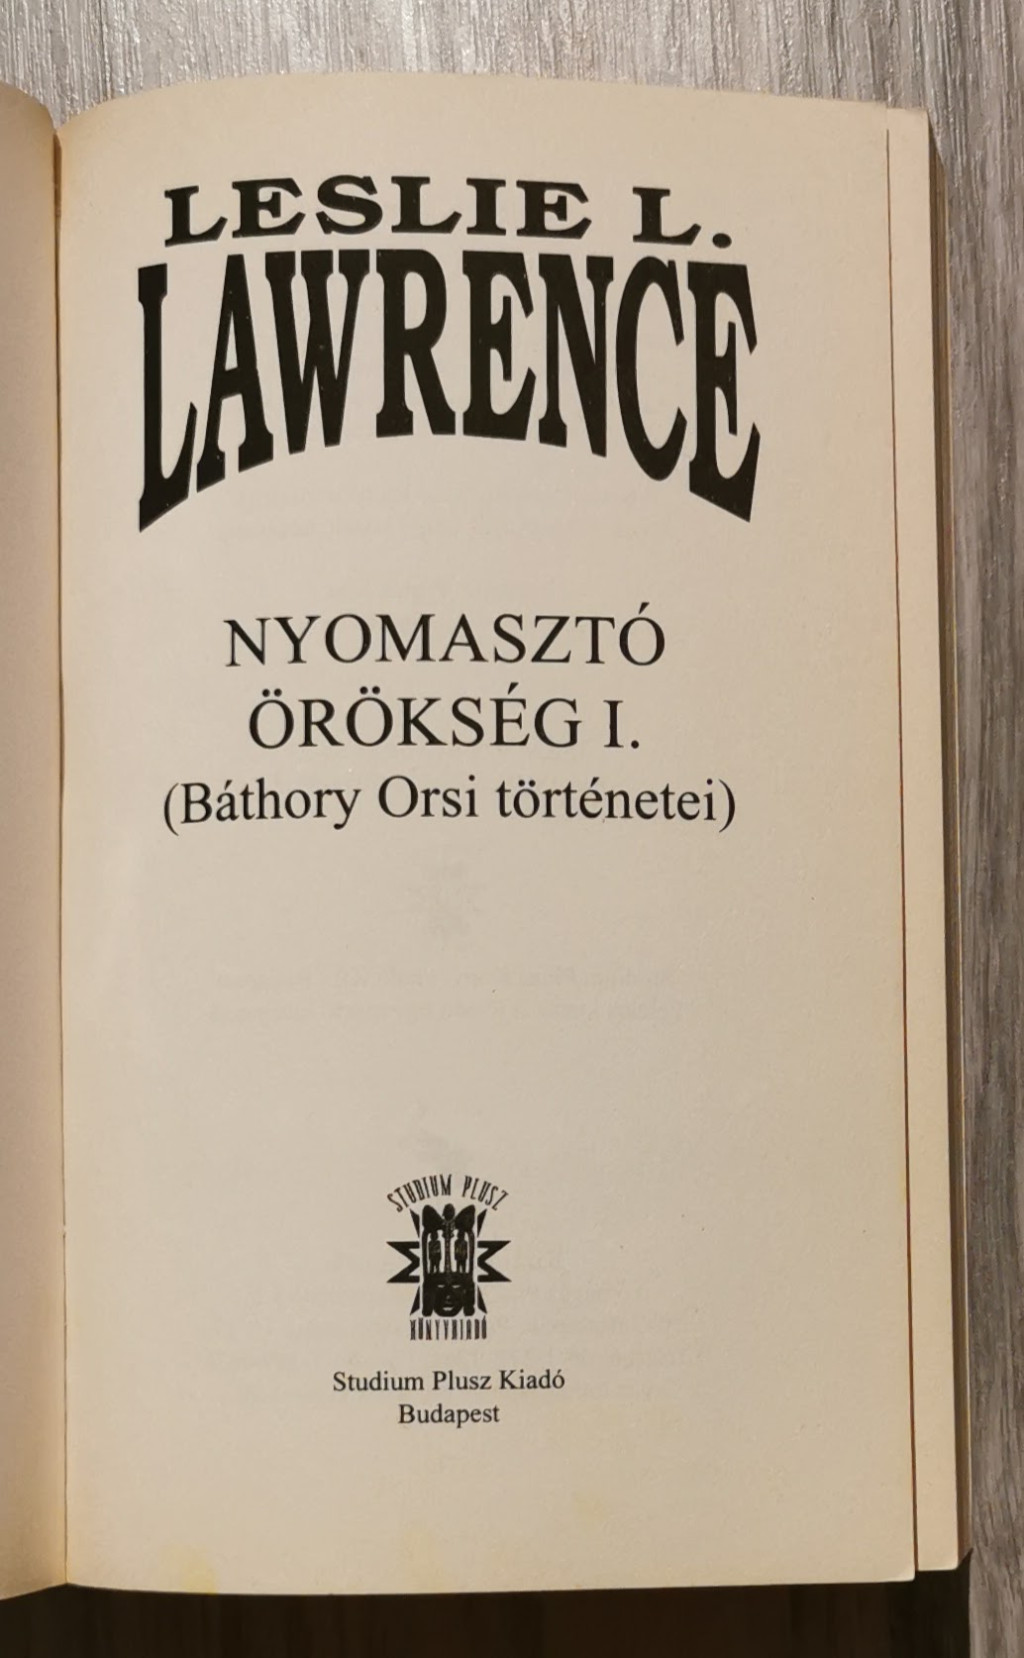 LESLIE L.
LAWRENCE
NYOMASZTÓ
ÖRÖKSÉG I.
(Báthory Orsi történetei)
STUDIUM PLUSZ
KÖNYVKIADÓ
Studium Plusz Kiadó
Budapest